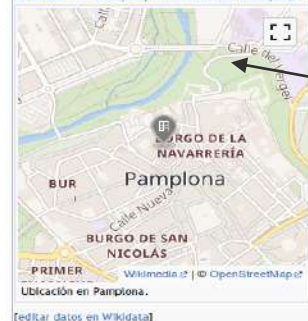 Calle del Vergel
BURGO DE LA
NAVARRERÍA
BUR
Pamplona
Calle Nueva
BURGO DE SAN
NICOLÁS
PRIMER
Wikimedia | © OpenStreetMap
Ubicación en Pamplona.
[editar datos en Wikidata]